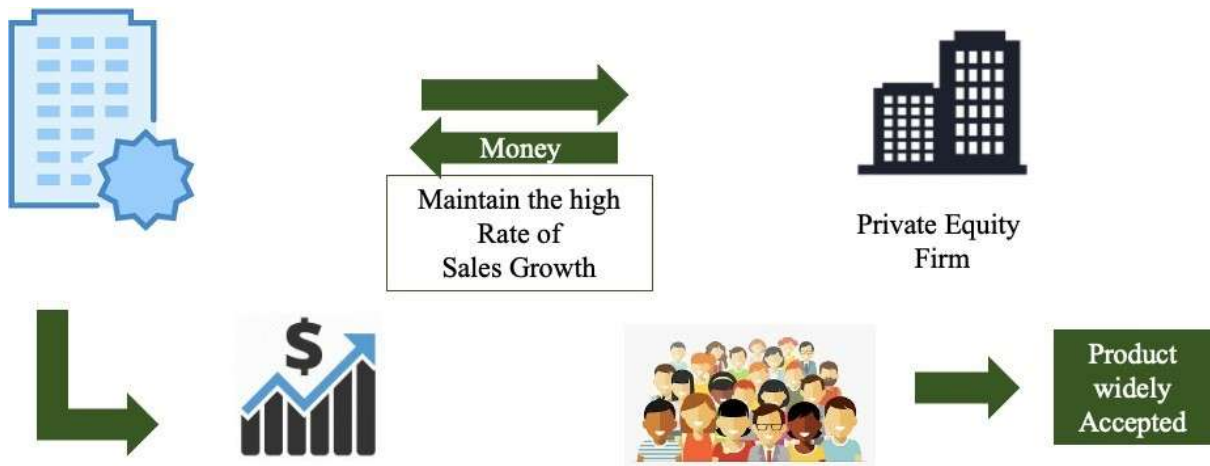 Money
Maintain the high
Rate of
Sales Growth
Private Equity
Firm
$
Product
widely
Accepted